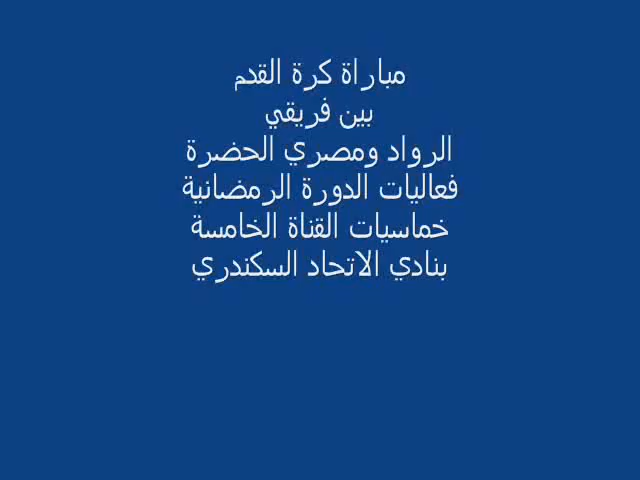 مباراة كرة القدم
بين فريقي
الرواد ومصري الحضرة
فعاليات الدورة الرمضانية
خماسيات القناة الخامسة
بنادي الاتحاد السكندري